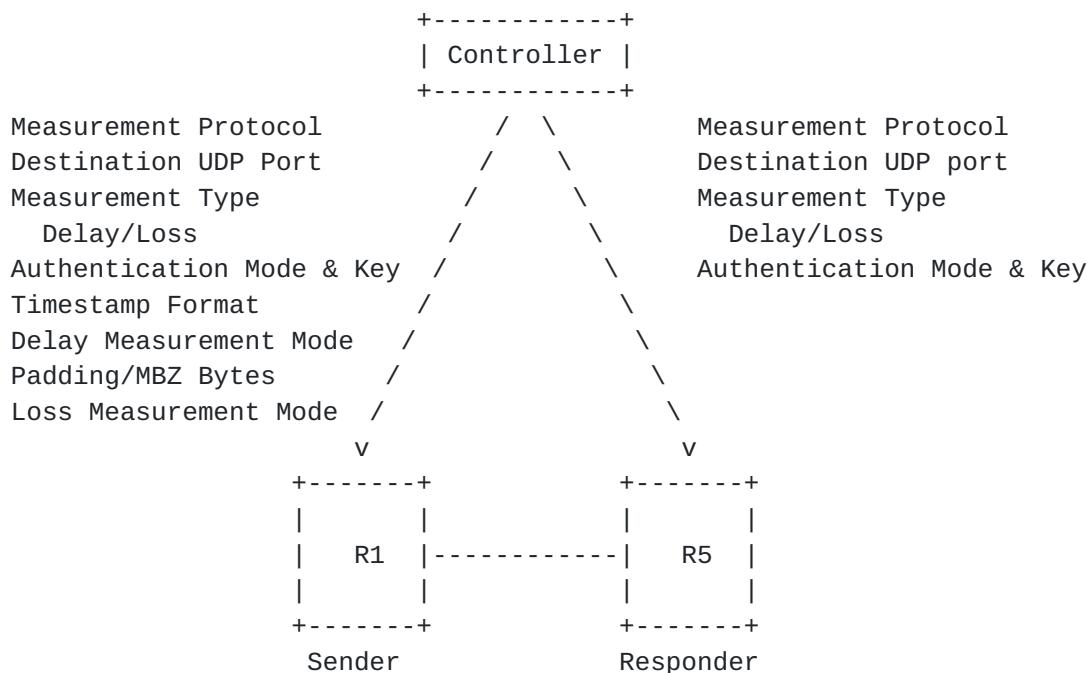 +------------+
| Controller |
+------------+
Measurement Protocol / \ Measurement Protocol
Destination UDP Port / \ Destination UDP port
Measurement Type / \ Measurement Type
Delay/Loss / \ Delay/Loss
Authentication Mode & Key / \ Authentication Mode & Key
Timestamp Format / \
Delay Measurement Mode / \
Padding/MBZ Bytes / \
Loss Measurement Mode / \
v v
+-------+ +-------+
| | | |
| R1 |------------| R5 |
| | | |
+-------+ +-------+
Sender Responder